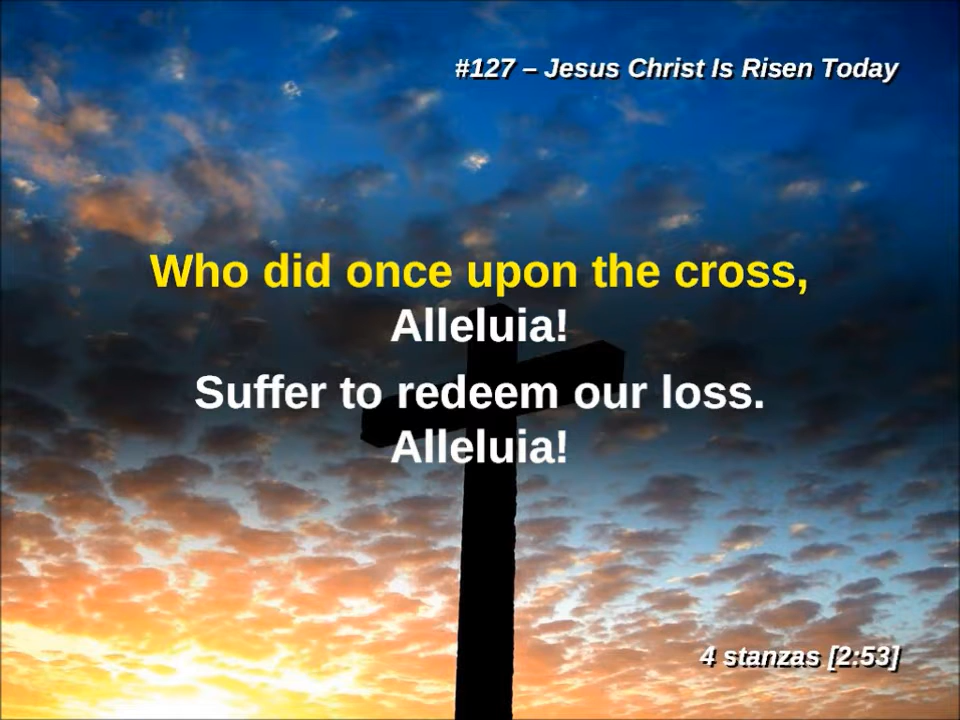 #127 – Jesus Christ Is Risen Today
Who did once upon the cross,
Alleluia!
Suffer to redeem our loss.
Alleluia!
4 stanzas [2:53]